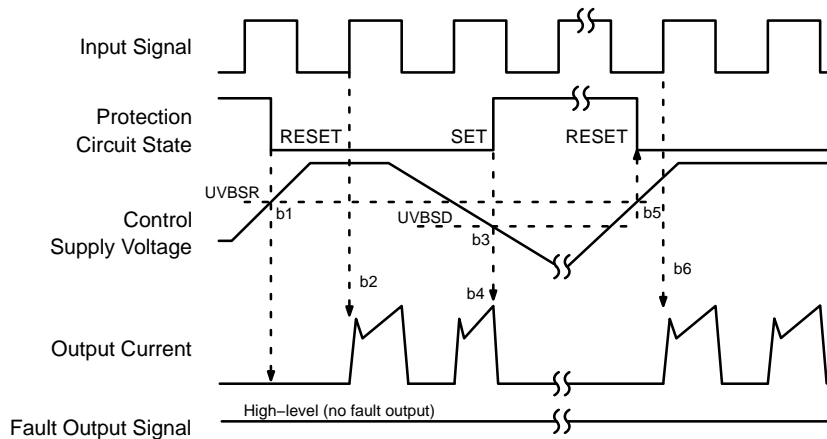 Input Signal
Protection
Circuit State
RESET
SET
RESET
UVBSR
b1
UVBSD
b3
b5
Control
Supply Voltage
b2
b4
b6
Output Current
High−level (no fault output)
Fault Output Signal